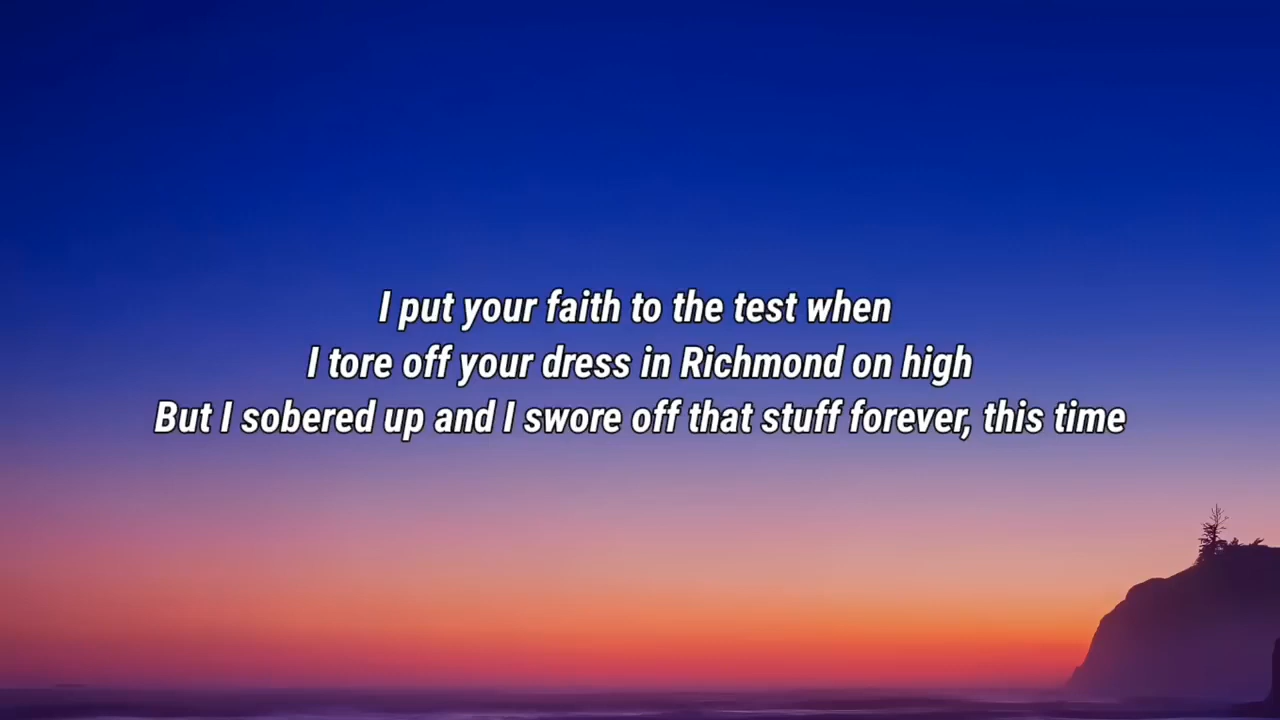 I put your faith to the test when
I tore off your dress in Richmond on high
But I sobered up and I swore off that stuff forever, this time